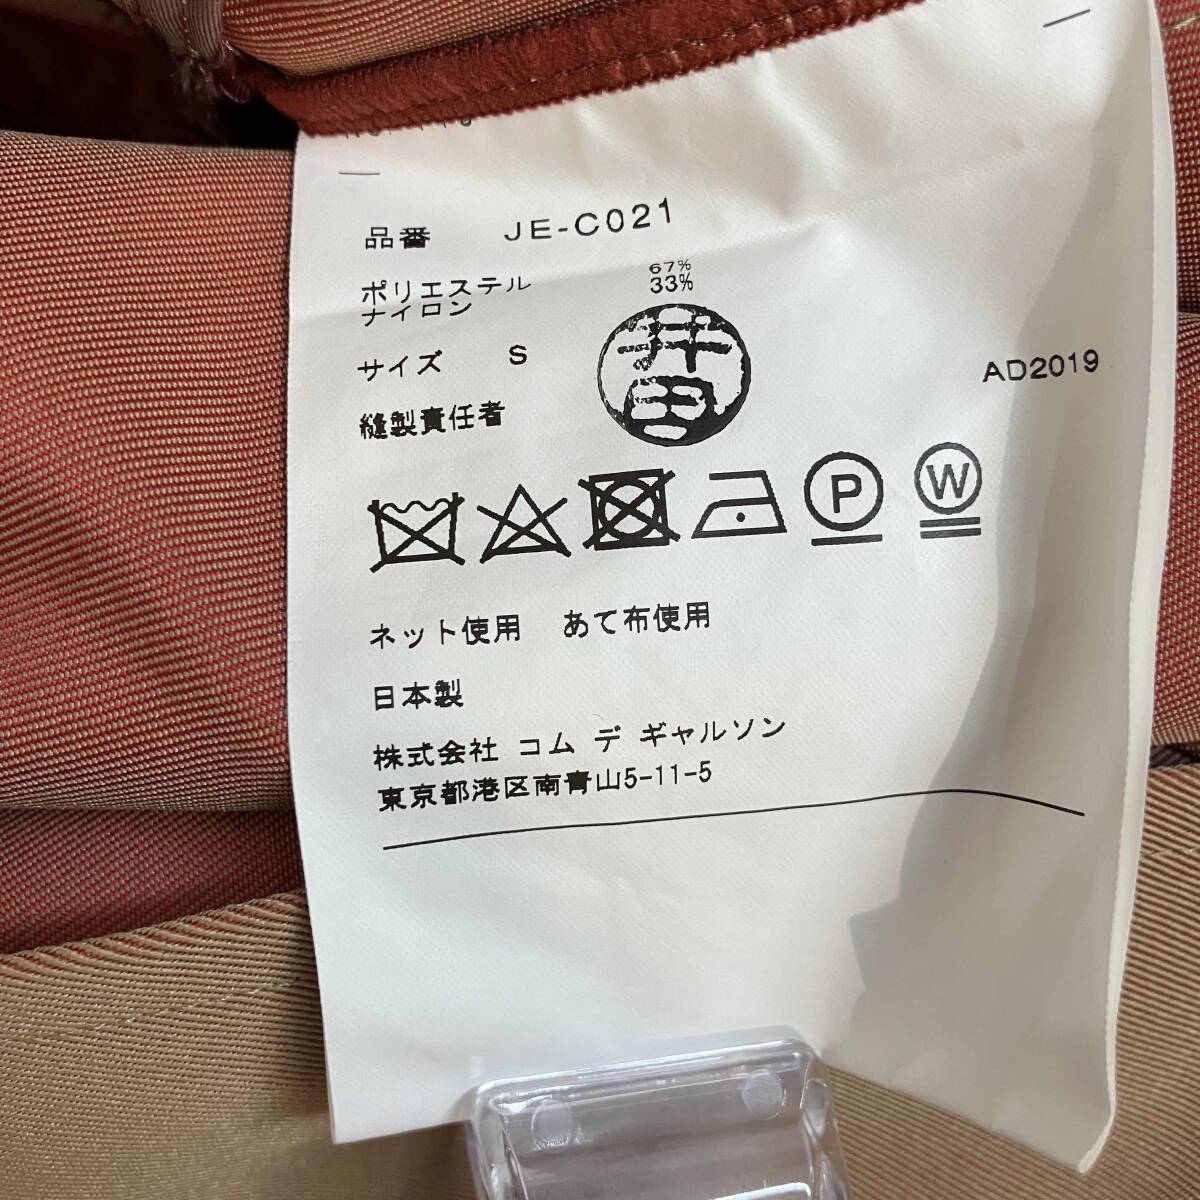 品番 JE-C021
ポリエステル 67%
ナイロン 33%
サイズ S
AD2019
縫製責任者 井田
P W
ネット使用 あて布使用
日本製
株式会社 コム デ ギャルソン
東京都港区南青山5-11-5